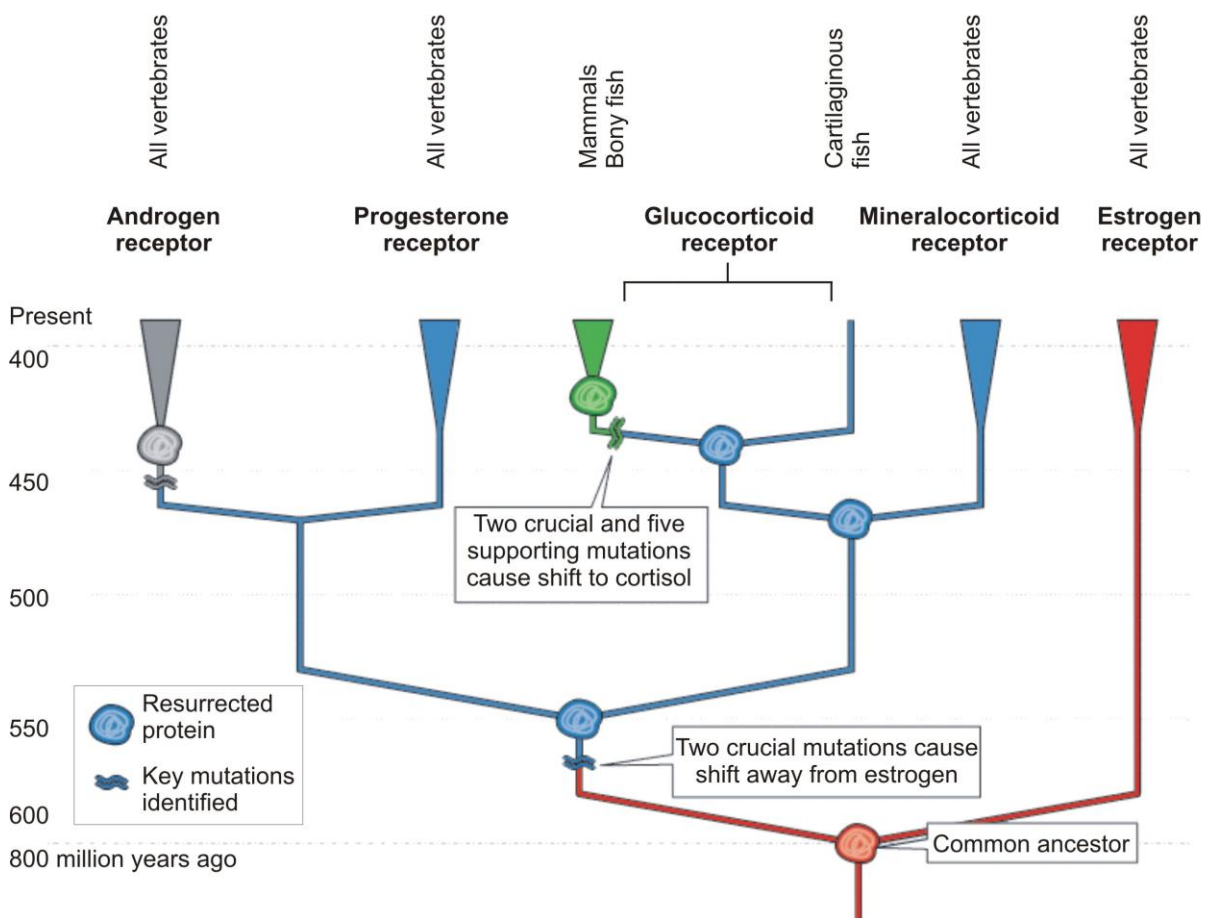 All vertebrates
All vertebrates
Mammals
Bony fish
Cartilaginous
fish
All vertebrates
All vertebrates
Androgen
receptor
Progesterone
receptor
Glucocorticoid
receptor
Mineralocorticoid
receptor
Estrogen
receptor
Present
400
450
Two crucial and five
supporting mutations
cause shift to cortisol
500
Resurrected
protein
Key mutations
identified
550
Two crucial mutations cause
shift away from estrogen
600
Common ancestor
800 million years ago